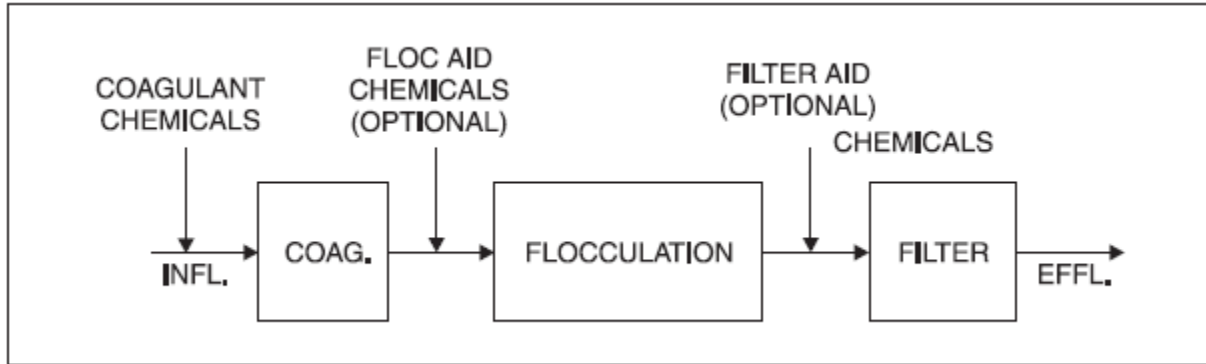 COAGULANT
CHEMICALS
FLOC AID
CHEMICALS
(OPTIONAL)
FILTER AID
(OPTIONAL)
CHEMICALS
INFL.
COAG.
FLOCCULATION
FILTER
EFFL.